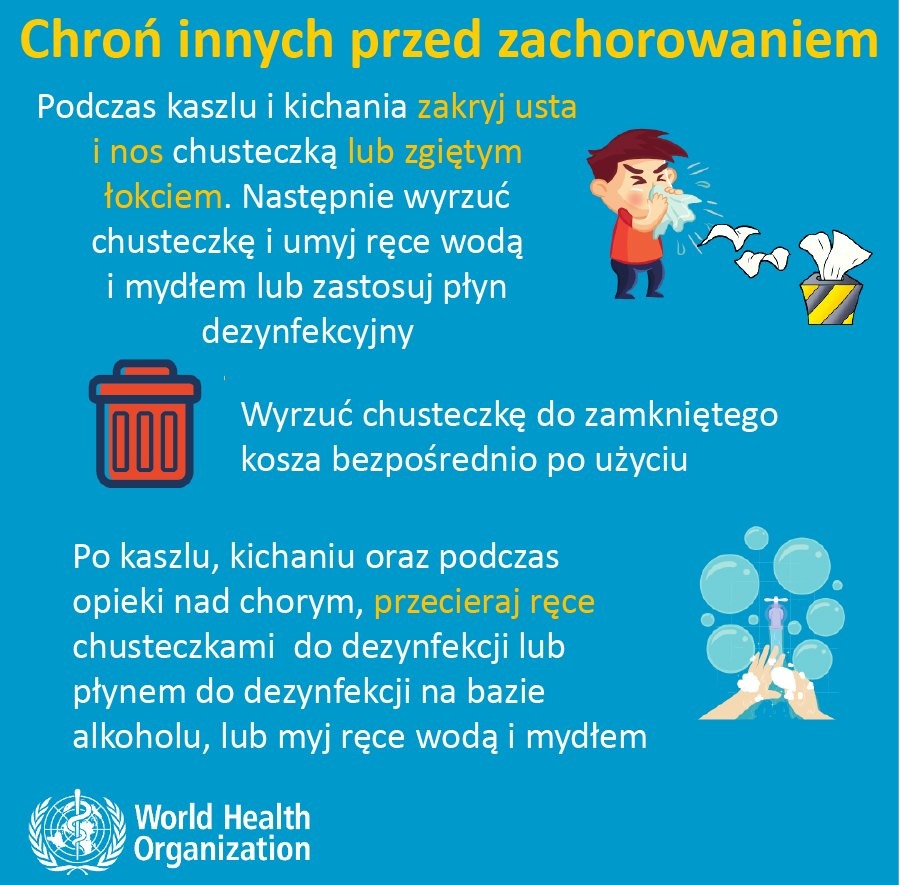 Chroń innych przed zachorowaniem
Podczas kaszlu i kichania zakryj usta
i nos chusteczką lub zgiętym
łokciem. Następnie wyrzuć
chusteczkę i umyj ręce wodą
i mydłem lub zastosuj płyn
dezynfekcyjny
Wyrzuć chusteczkę do zamkniętego
kosza bezpośrednio po użyciu
Po kaszlu, kichaniu oraz podczas
opieki nad chorym, przecieraj ręce
chusteczkami  do dezynfekcji lub
płynem do dezynfekcji na bazie
alkoholu, lub myj ręce wodą i mydłem
World Health
Organization